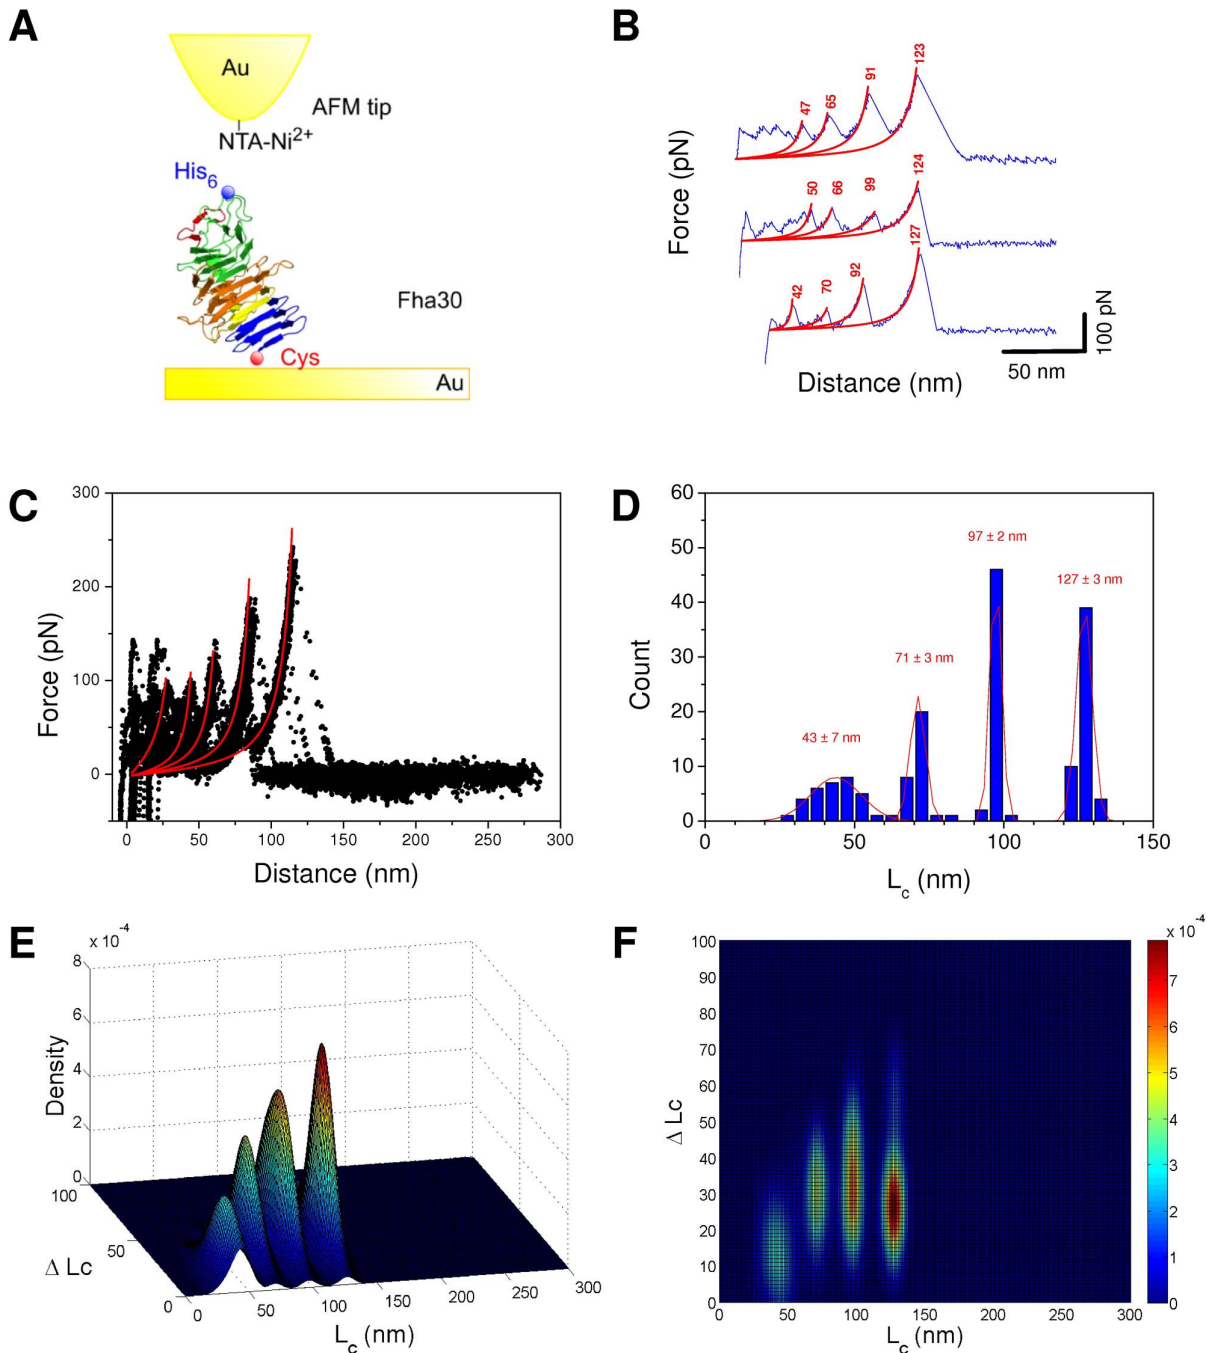 A
Au
AFM tip
NTA-Ni2+
His6
Fha30
Cys
Au
B
Force (pN)
47
65
91
123
50
66
99
124
42
70
92
127
100 pN
50 nm
Distance (nm)
C
Force (pN)
300
200
100
0
0
50
100
150
200
250
300
Distance (nm)
D
Count
60
50
40
30
20
10
0
43 ± 7 nm
71 ± 3 nm
97 ± 2 nm
127 ± 3 nm
0
50
100
150
Lc (nm)
E
x 10-4
8
6
4
2
0
Density
100
50
0
Δ Lc
0
50
100
150
200
250
300
Lc (nm)
F
100
90
80
70
60
50
40
30
20
10
0
Δ Lc
0
50
100
150
200
250
300
Lc (nm)
x 10-4
7
6
5
4
3
2
1
0